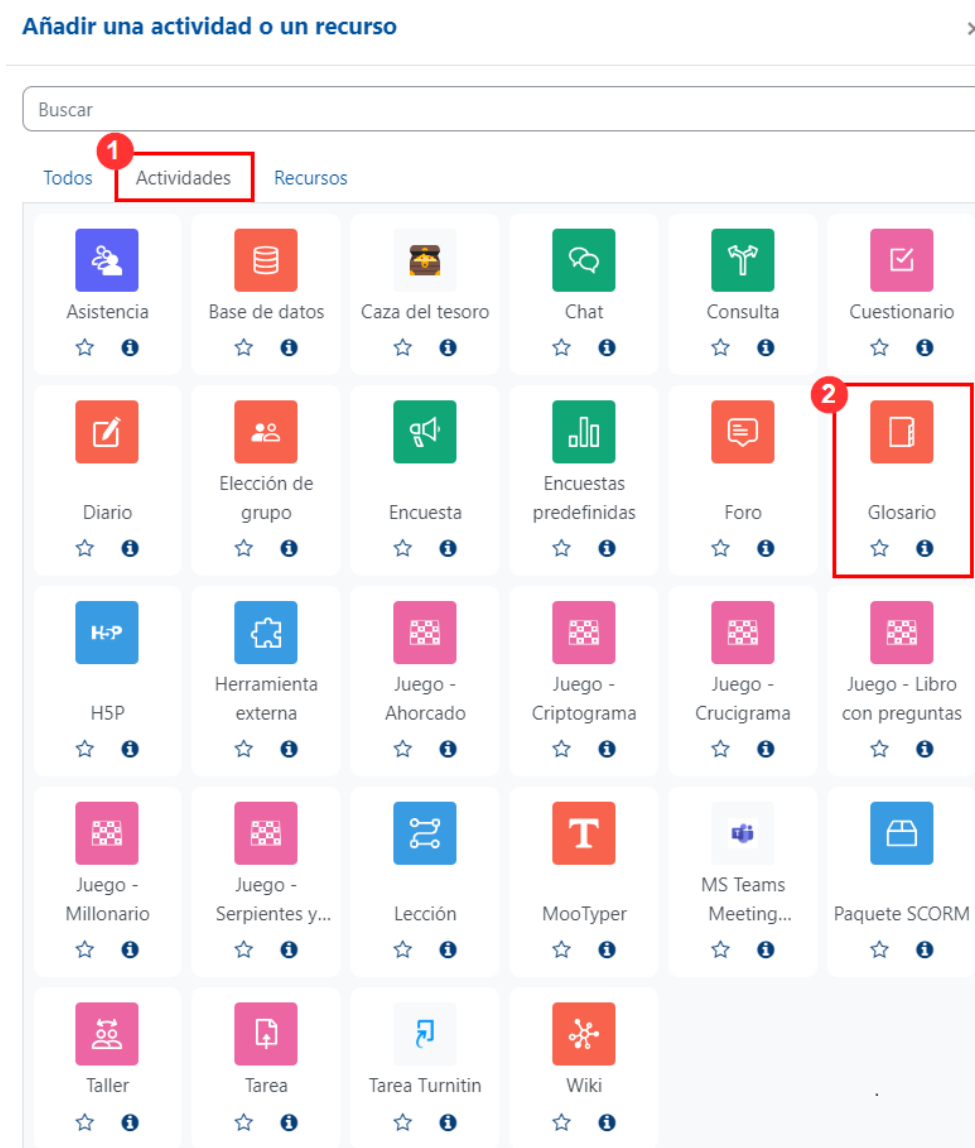 Añadir una actividad o un recurso
×
Buscar
1
Todos Actividades Recursos
Asistencia Base de datos Caza del tesoro Chat Consulta Cuestionario
2
Diario
Elección de
grupo
Encuesta
Encuestas
predefinidas
Foro
Glosario
H-P
H5P
Herramienta
externa
Juego -
Ahorcado
Juego -
Criptograma
Juego -
Crucigrama
Juego - Libro
con preguntas
Juego -
Millonario
Juego -
Serpientes y...
Lección
T
MooTyper
MS Teams
Meeting...
Paquete SCORM
Taller Tarea Tarea Turnitin Wiki
.